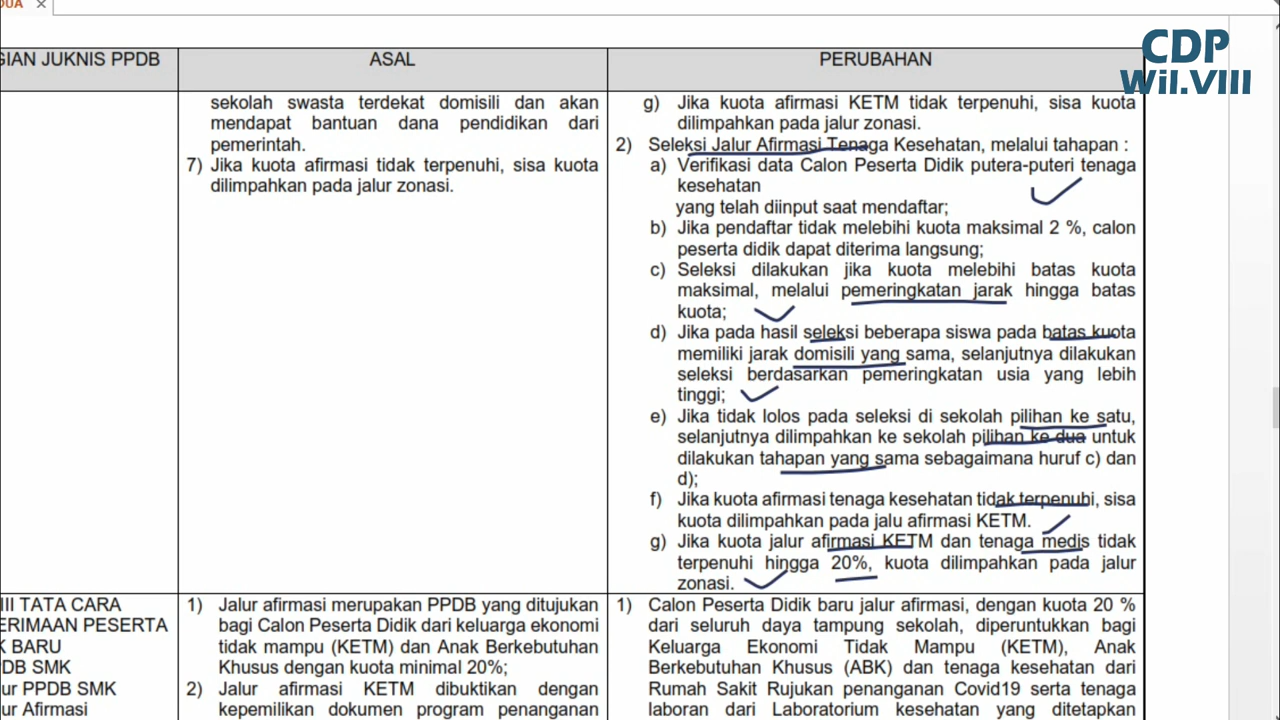 DUA
CDP
Wil.VIII
GIAN JUKNIS PPDB
ASAL
PERUBAHAN
sekolah swasta terdekat domisili dan akan
mendapat bantuan dana pendidikan dari
pemerintah.
7) Jika kuota afirmasi tidak terpenuhi, sisa kuota
dilimpahkan pada jalur zonasi.
g) Jika kuota afirmasi KETM tidak terpenuhi, sisa kuota
dilimpahkan pada jalur zonasi.
2) Seleksi Jalur Afirmasi Tenaga Kesehatan, melalui tahapan :
a) Verifikasi data Calon Peserta Didik putera-puteri tenaga
kesehatan
yang telah diinput saat mendaftar;
b) Jika pendaftar tidak melebihi kuota maksimal 2 %, calon
peserta didik dapat diterima langsung;
c) Seleksi dilakukan jika kuota melebihi batas kuota
maksimal, melalui pemeringkatan jarak hingga batas
kuota;
d) Jika pada hasil seleksi beberapa siswa pada batas kuota
memiliki jarak domisili yang sama, selanjutnya dilakukan
seleksi berdasarkan pemeringkatan usia yang lebih
tinggi;
e) Jika tidak lolos pada seleksi di sekolah pilihan ke satu,
selanjutnya dilimpahkan ke sekolah pilihan ke dua untuk
dilakukan tahapan yang sama sebagaimana huruf c) dan
d);
f) Jika kuota afirmasi tenaga kesehatan tidak terpenuhi, sisa
kuota dilimpahkan pada jalu afirmasi KETM.
g) Jika kuota jalur afirmasi KETM dan tenaga medis tidak
terpenuhi hingga 20%, kuota dilimpahkan pada jalur
zonasi.
III TATA CARA
ERIMAAN PESERTA
K BARU
PDB SMK
ur PPDB SMK
ur Afirmasi
1) Jalur afirmasi merupakan PPDB yang ditujukan
bagi Calon Peserta Didik dari keluarga ekonomi
tidak mampu (KETM) dan Anak Berkebutuhan
Khusus dengan kuota minimal 20%;
2) Jalur afirmasi KETM dibuktikan dengan
kepemilikan dokumen program penanganan
1) Calon Peserta Didik baru jalur afirmasi, dengan kuota 20 %
dari seluruh daya tampung sekolah, diperuntukkan bagi
Keluarga Ekonomi Tidak Mampu (KETM), Anak
Berkebutuhan Khusus (ABK) dan tenaga kesehatan dari
Rumah Sakit Rujukan penanganan Covid19 serta tenaga
laboran dari Laboratorium kesehatan yang ditetapkan